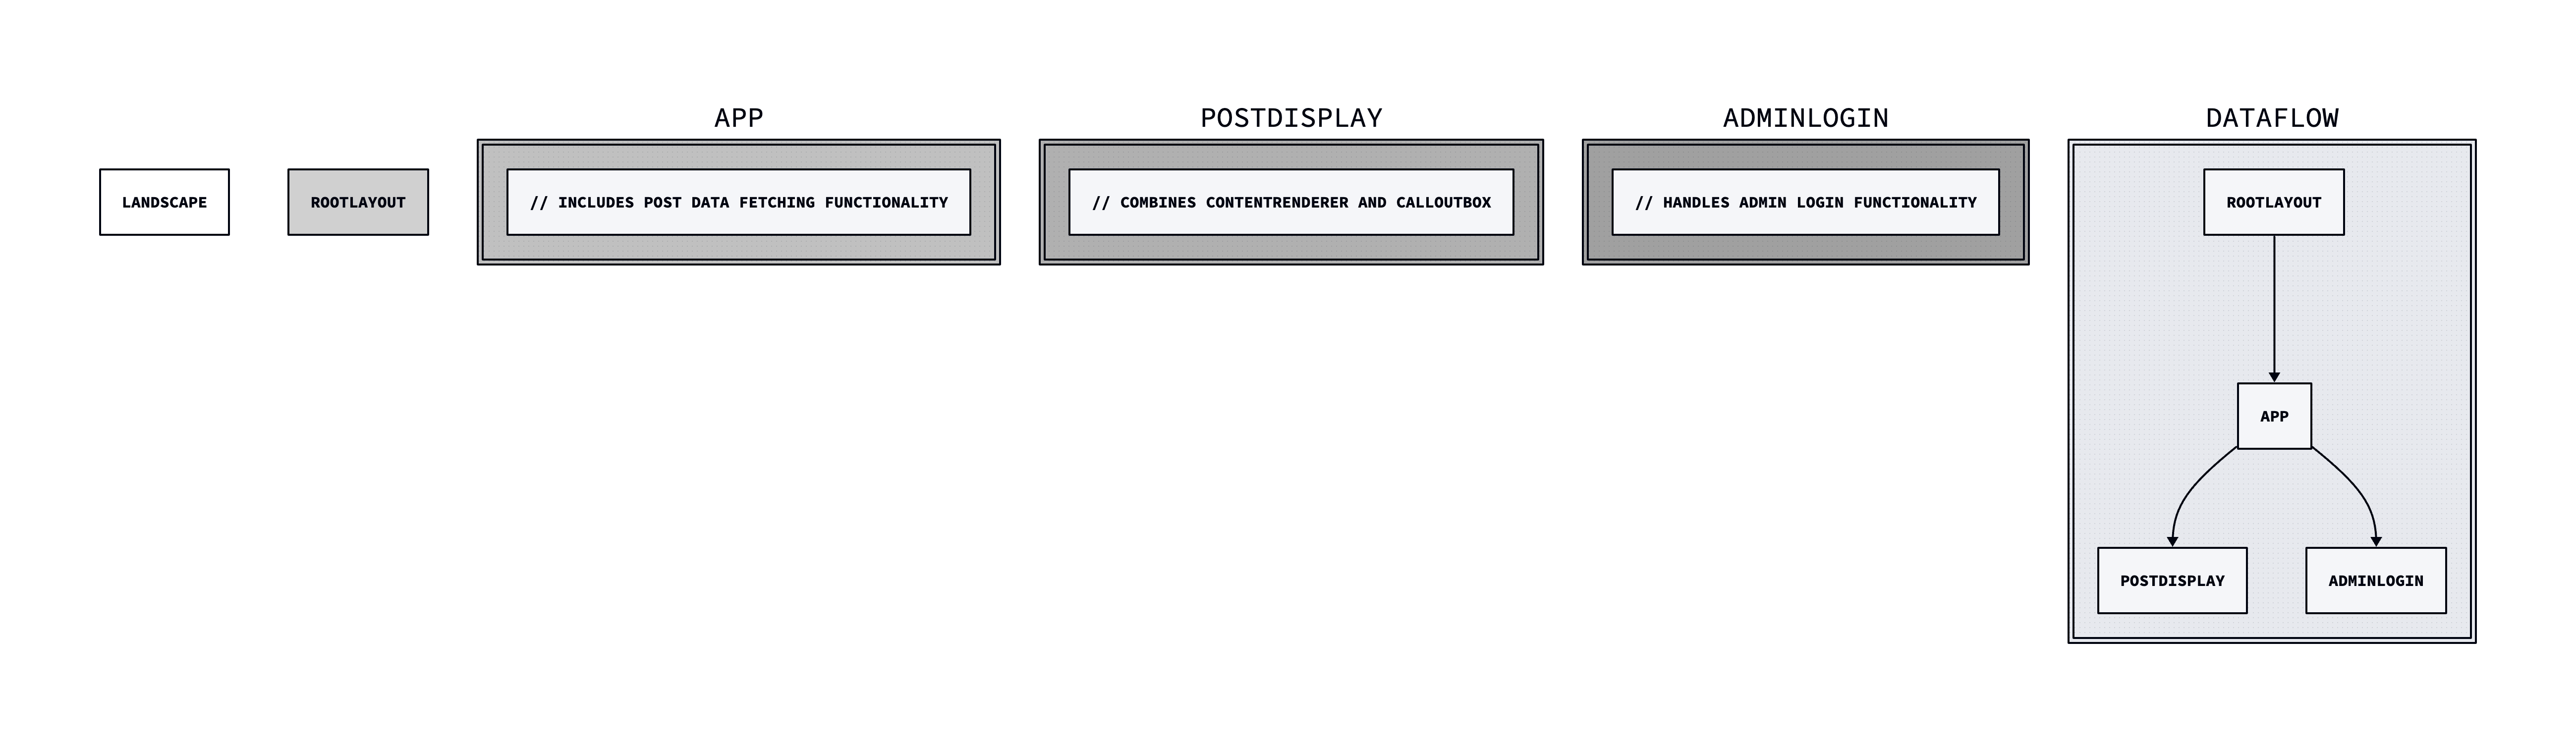 LANDSCAPE
ROOTLAYOUT
APP
// INCLUDES POST DATA FETCHING FUNCTIONALITY
POSTDISPLAY
// COMBINES CONTENTRENDERER AND CALLOUTBOX
ADMINLOGIN
// HANDLES ADMIN LOGIN FUNCTIONALITY
DATAFLOW
ROOTLAYOUT
APP
POSTDISPLAY
ADMINLOGIN